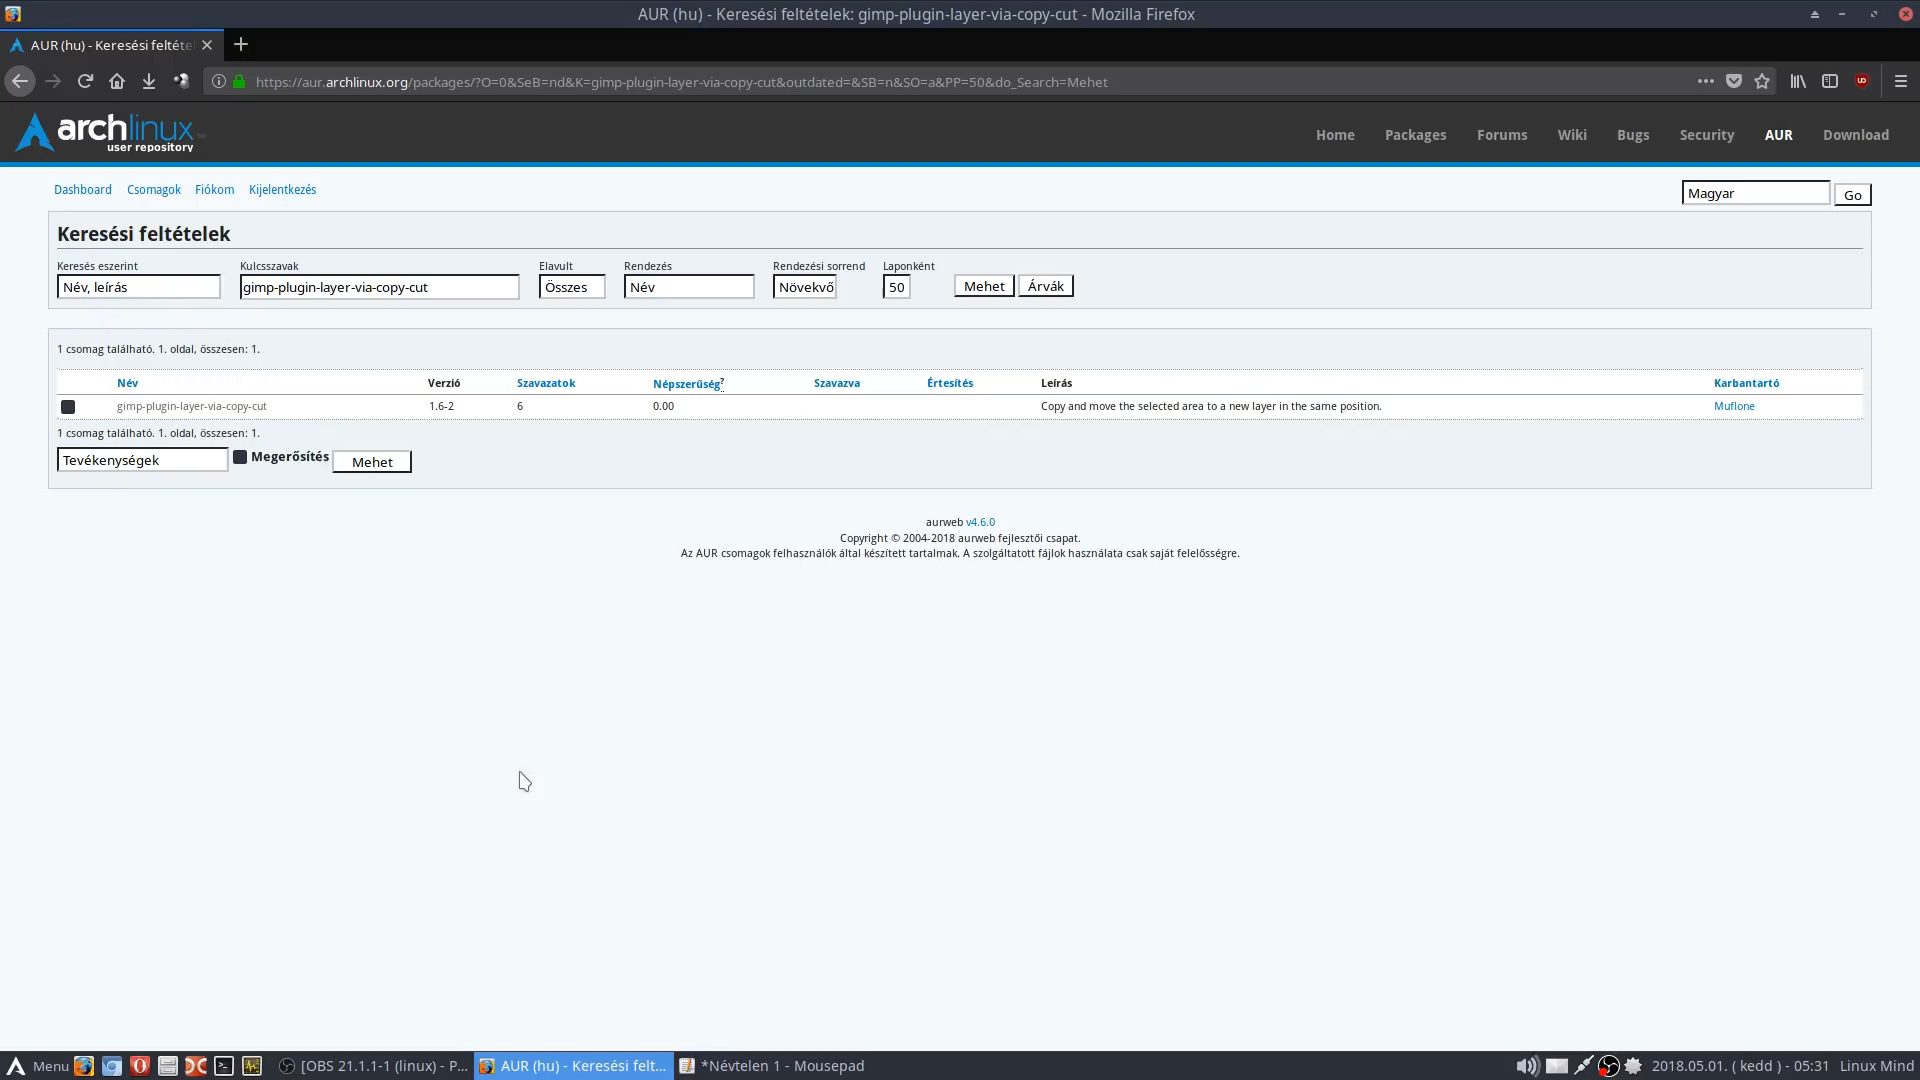 AUR (hu) - Keresési feltételek: gimp-plugin-layer-via-copy-cut - Mozilla Firefox
AUR (hu) - Keresési feltéte
https://aur.archlinux.org/packages/?O=0&SeB=nd&K=gimp-plugin-layer-via-copy-cut&outdated=&SB=n&SO=a&PP=50&do_Search=Mehet
archlinux
user repository
Home Packages Forums Wiki Bugs Security AUR Download
Dashboard Csomagok Fiókom Kijelentkezés
Magyar Go
Keresési feltételek
Keresés eszerint Kulcsszavak Elavult Rendezés Rendezési sorrend Laponként
Név, leírás gimp-plugin-layer-via-copy-cut Összes Név Növekvő 50 Mehet Árvák
1 csomag található. 1. oldal, összesen: 1.
Név Verzió Szavazatok Népszerűség? Szavazva Értesítés Leírás Karbantartó
gimp-plugin-layer-via-copy-cut 1.6-2 6 0.00 Copy and move the selected area to a new layer in the same position. Muflone
1 csomag található. 1. oldal, összesen: 1.
Tevékenységek Megerősítés Mehet
aurweb v4.6.0
Copyright © 2004-2018 aurweb fejlesztői csapat.
Az AUR csomagok felhasználók által készített tartalmak. A szolgáltatott fájlok használata csak saját felelősségre.
Menu [OBS 21.1.1-1 (linux) - P... AUR (hu) - Keresési felt... *Névtelen 1 - Mousepad 2018.05.01. ( kedd ) - 05:31 Linux Mind